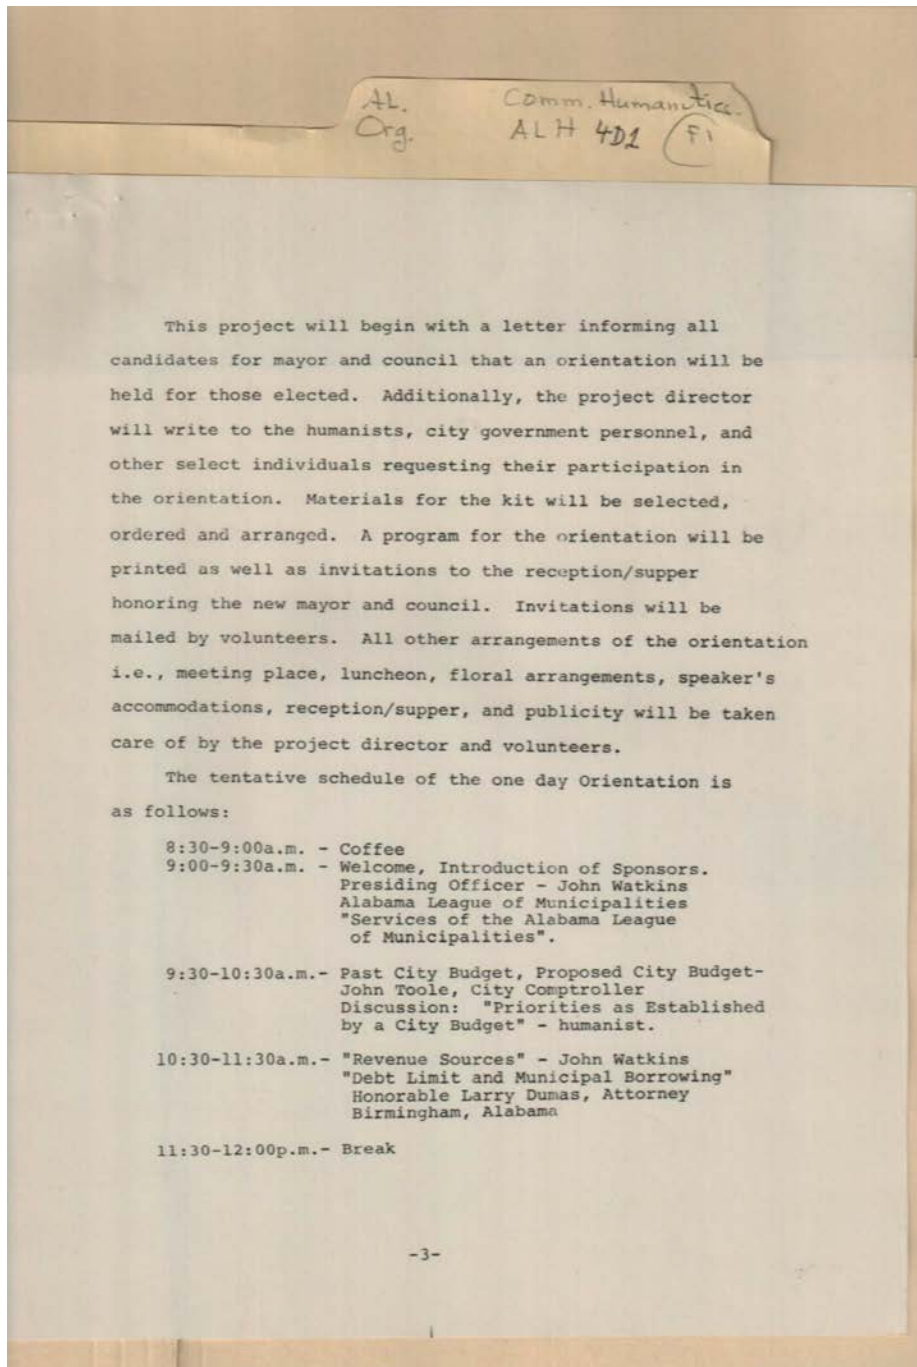 AL. Comm. Humanities.
Org. ALH 4D1 F1
This project will begin with a letter informing all
candidates for mayor and council that an orientation will be
held for those elected. Additionally, the project director
will write to the humanists, city government personnel, and
other select individuals requesting their participation in
the orientation. Materials for the kit will be selected,
ordered and arranged. A program for the orientation will be
printed as well as invitations to the reception/supper
honoring the new mayor and council. Invitations will be
mailed by volunteers. All other arrangements of the orientation
i.e., meeting place, luncheon, floral arrangements, speaker's
accommodations, reception/supper, and publicity will be taken
care of by the project director and volunteers.
The tentative schedule of the one day Orientation is
as follows:
8:30-9:00a.m. - Coffee
9:00-9:30a.m. - Welcome, Introduction of Sponsors.
Presiding Officer - John Watkins
Alabama League of Municipalities
"Services of the Alabama League
of Municipalities".
9:30-10:30a.m.- Past City Budget, Proposed City Budget-
John Toole, City Comptroller
Discussion: "Priorities as Established
by a City Budget" - humanist.
10:30-11:30a.m.- "Revenue Sources" - John Watkins
"Debt Limit and Municipal Borrowing"
Honorable Larry Dumas, Attorney
Birmingham, Alabama
11:30-12:00p.m.- Break
-3-